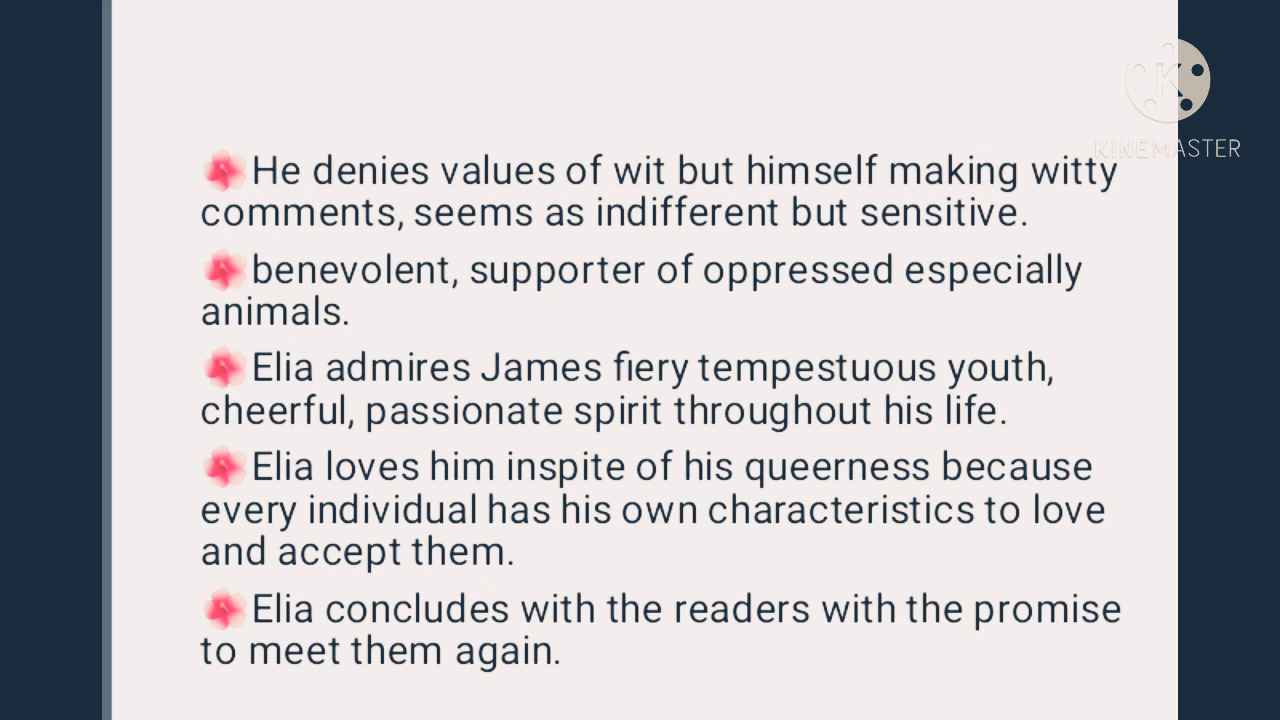 KINEMASTER
🌺He denies values of wit but himself making witty
comments, seems as indifferent but sensitive.
🌺benevolent, supporter of oppressed especially
animals.
🌺Elia admires James fiery tempestuous youth,
cheerful, passionate spirit throughout his life.
🌺Elia loves him inspite of his queerness because
every individual has his own characteristics to love
and accept them.
🌺Elia concludes with the readers with the promise
to meet them again.